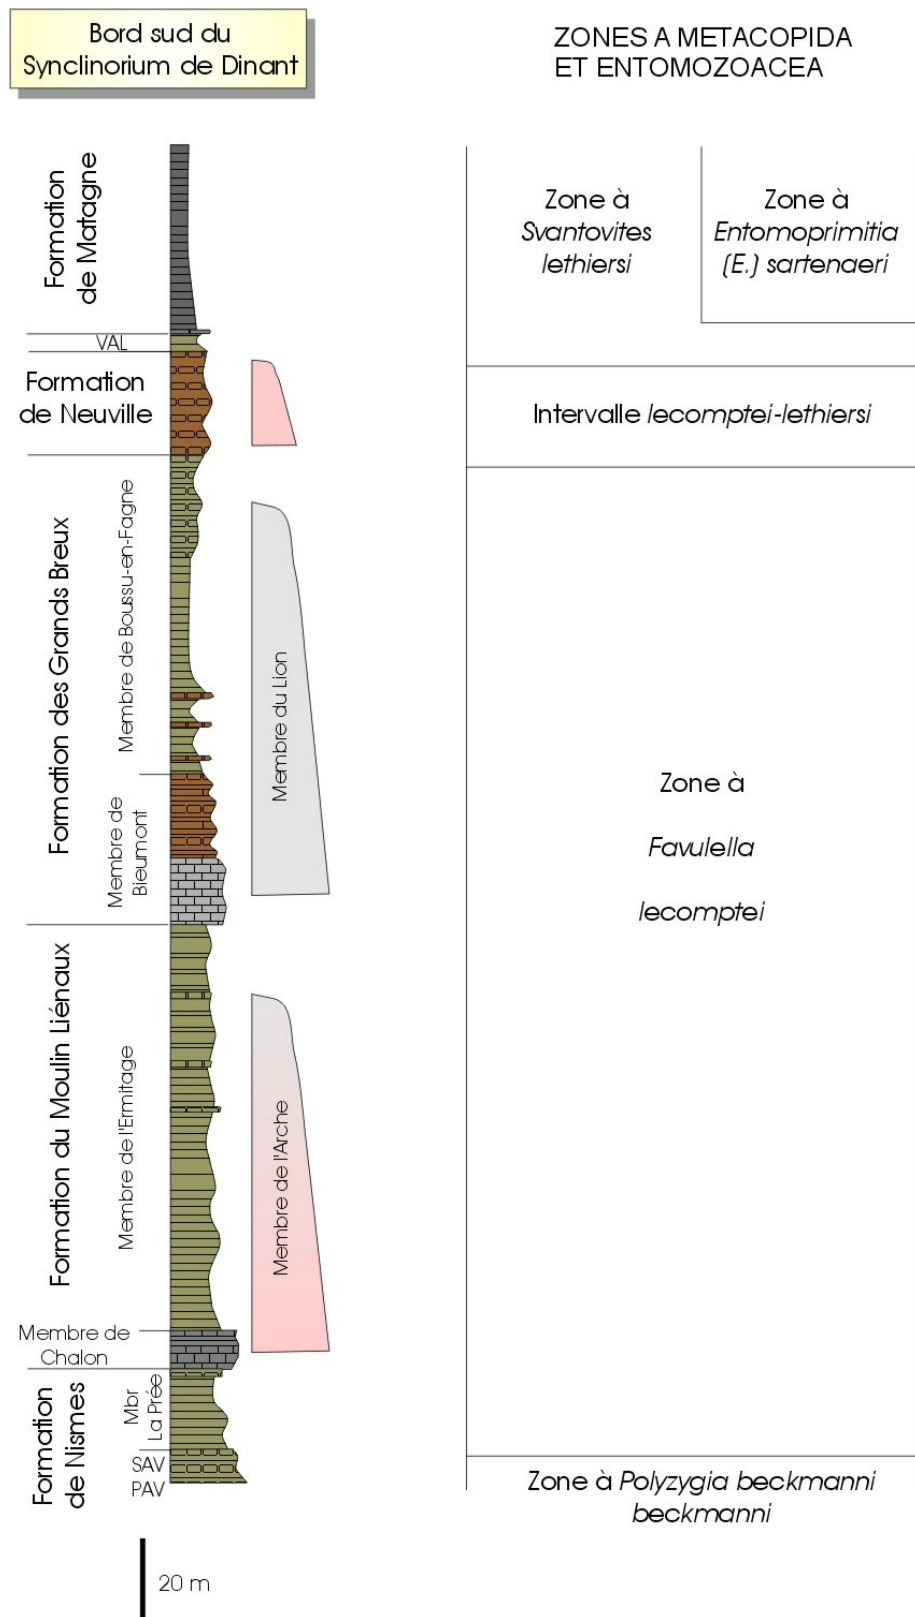 Bord sud du
Synclinorium de Dinant
ZONES A METACOPIDA
ET ENTOMOZOACEA
Formation
de Matagne
Zone à
Svantovites
lethiersi
Zone à
Entomoprimitia
(E.) sartenaeri
VAL
Formation
de Neuville
Intervalle lecomptei-lethiersi
Formation des Grands Breux
Membre de Boussu-en-Fagne
Membre du Lion
Membre de
Bieumont
Zone à
Favulella
lecomptei
Formation du Moulin Liénaux
Membre de l'Ermitage
Membre de l'Arche
Membre de
Chalon
Formation
de Nismes
Mbr
La Prée
SAV
PAV
Zone à Polyzygia beckmanni
beckmanni
20 m